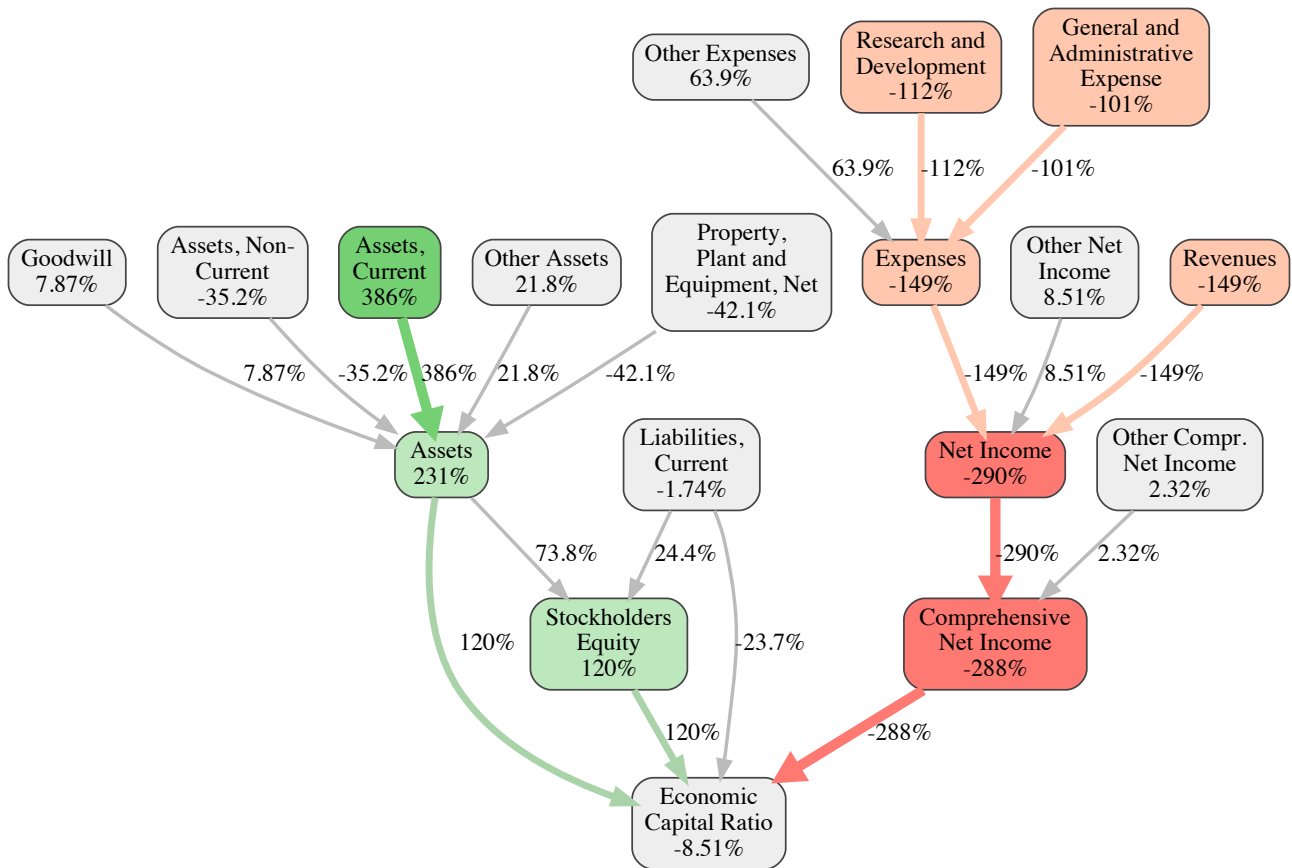 Other Expenses
63.9%
Research and
Development
-112%
General and
Administrative
Expense
-101%
63.9%
-112%
-101%
Goodwill
7.87%
Assets, Non-
Current
-35.2%
Assets,
Current
386%
Other Assets
21.8%
Property,
Plant and
Equipment, Net
-42.1%
Expenses
-149%
Other Net
Income
8.51%
Revenues
-149%
7.87%
-35.2%
386%
21.8%
-42.1%
-149%
8.51%
-149%
Assets
231%
Liabilities,
Current
-1.74%
Net Income
-290%
Other Compr.
Net Income
2.32%
73.8%
24.4%
-290%
2.32%
Stockholders
Equity
120%
Comprehensive
Net Income
-288%
120%
-23.7%
120%
-288%
Economic
Capital Ratio
-8.51%